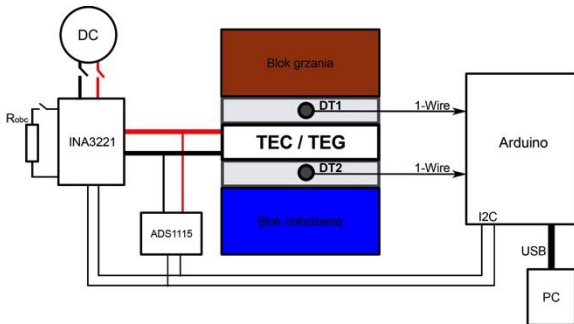 DC
Blok grzania
Robc
INA3221
DT1
1-Wire
TEC / TEG
Arduino
DT2
1-Wire
Blok chłodzenia
ADS1115
I2C
USB
PC